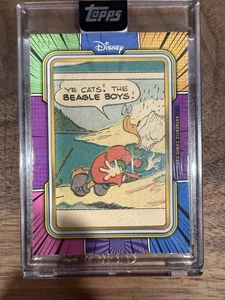 Topps
Disney
YE CATS! THE
BEAGLE BOYS!